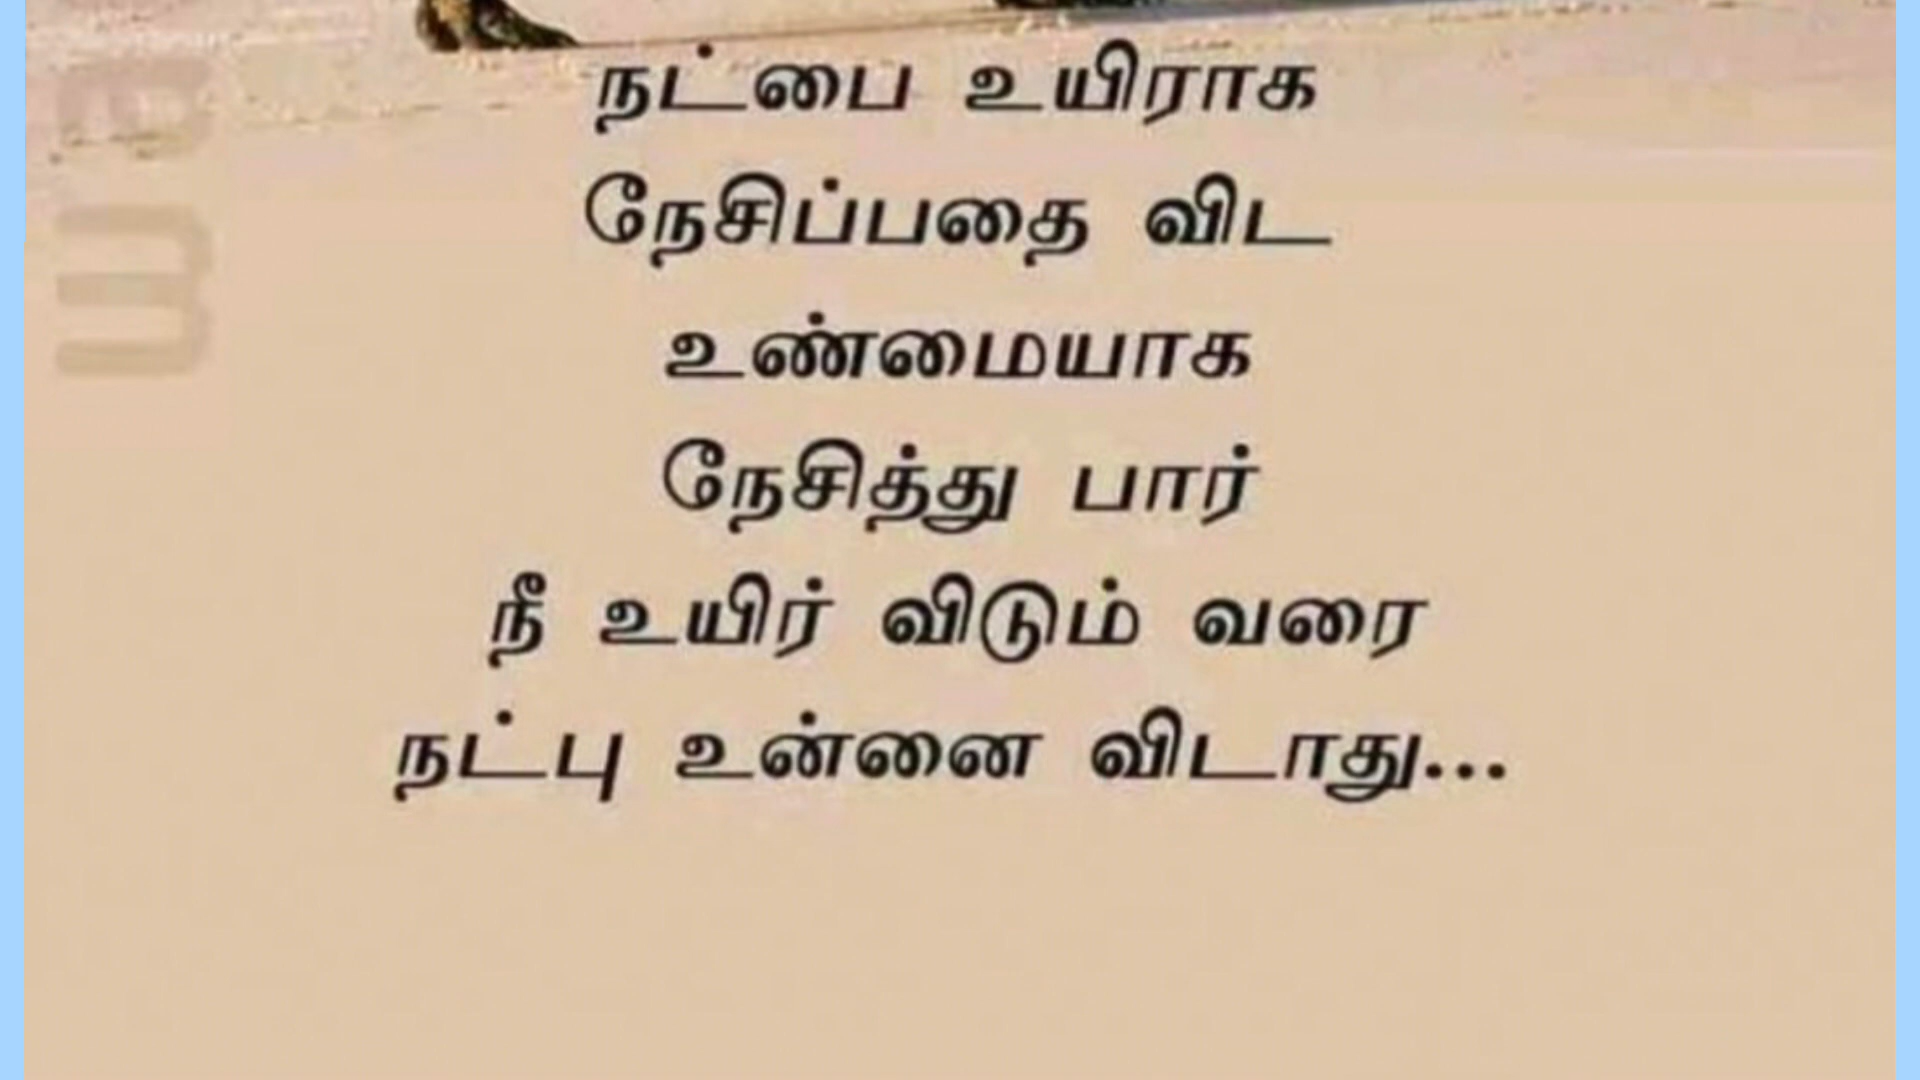 நட்பை உயிராக
நேசிப்பதை விட
உண்மையாக
நேசித்து பார்
நீ உயிர் விடும் வரை
நட்பு உன்னை விடாது...